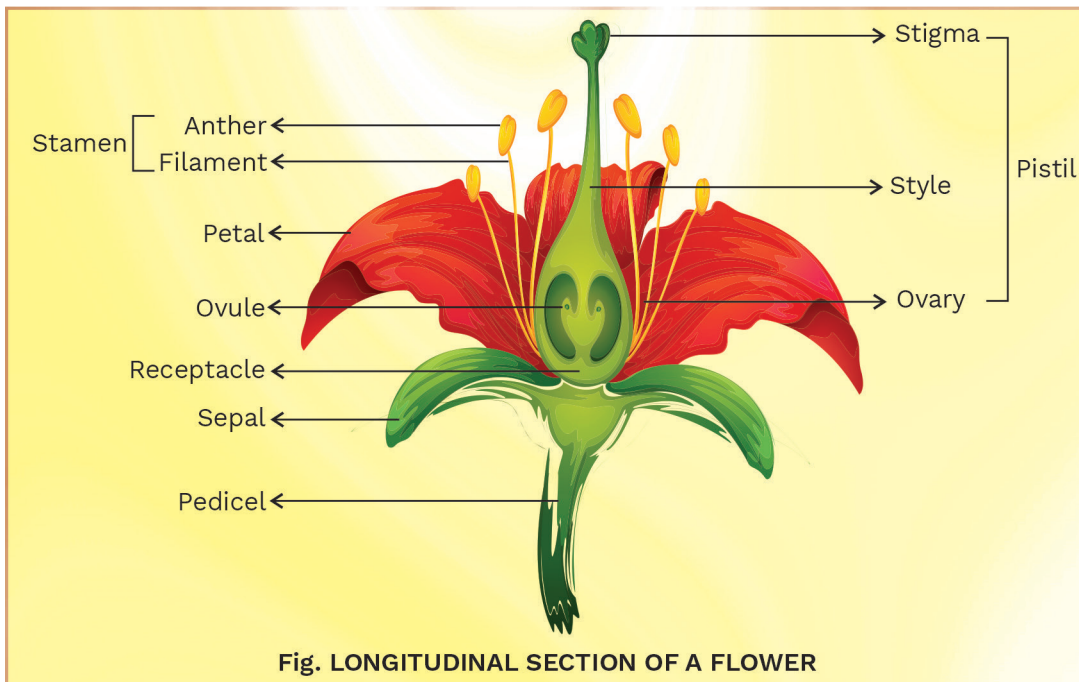 Stigma
Anther
Stamen
Filament
Pistil
Style
Petal
Ovule
Ovary
Receptacle
Sepal
Pedicel
Fig. LONGITUDINAL SECTION OF A FLOWER